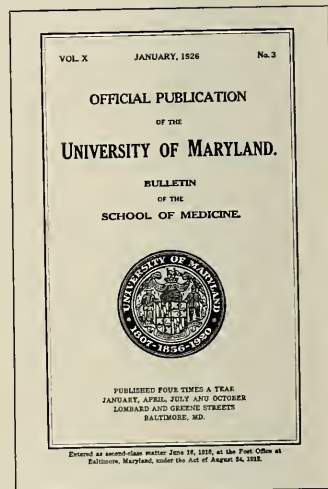 VOL. X JANUARY, 1926 No. 3
OFFICIAL PUBLICATION
OF THE
UNIVERSITY OF MARYLAND.
BULLETIN
OF THE
SCHOOL OF MEDICINE.
UNIVERSITY OF MARYLAND
1807-1856-1920
PUBLISHED FOUR TIMES A YEAR
JANUARY, APRIL, JULY AND OCTOBER
LOMBARD AND GREENE STREETS
BALTIMORE, MD.
Entered as second-class matter June 16, 1916, at the Post Office at
Baltimore, Maryland, under the Act of August 24, 1912.